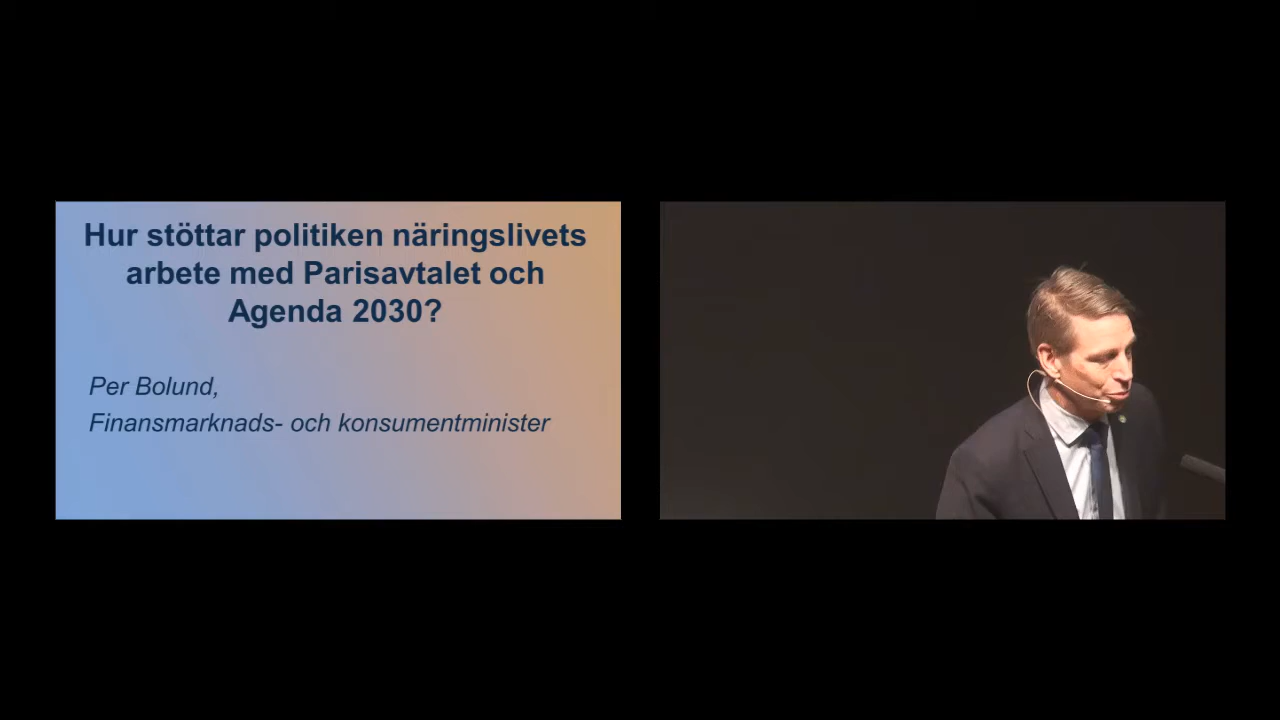 Hur stöttar politiken näringslivets
arbete med Parisavtalet och
Agenda 2030?
Per Bolund,
Finansmarknads- och konsumentminister